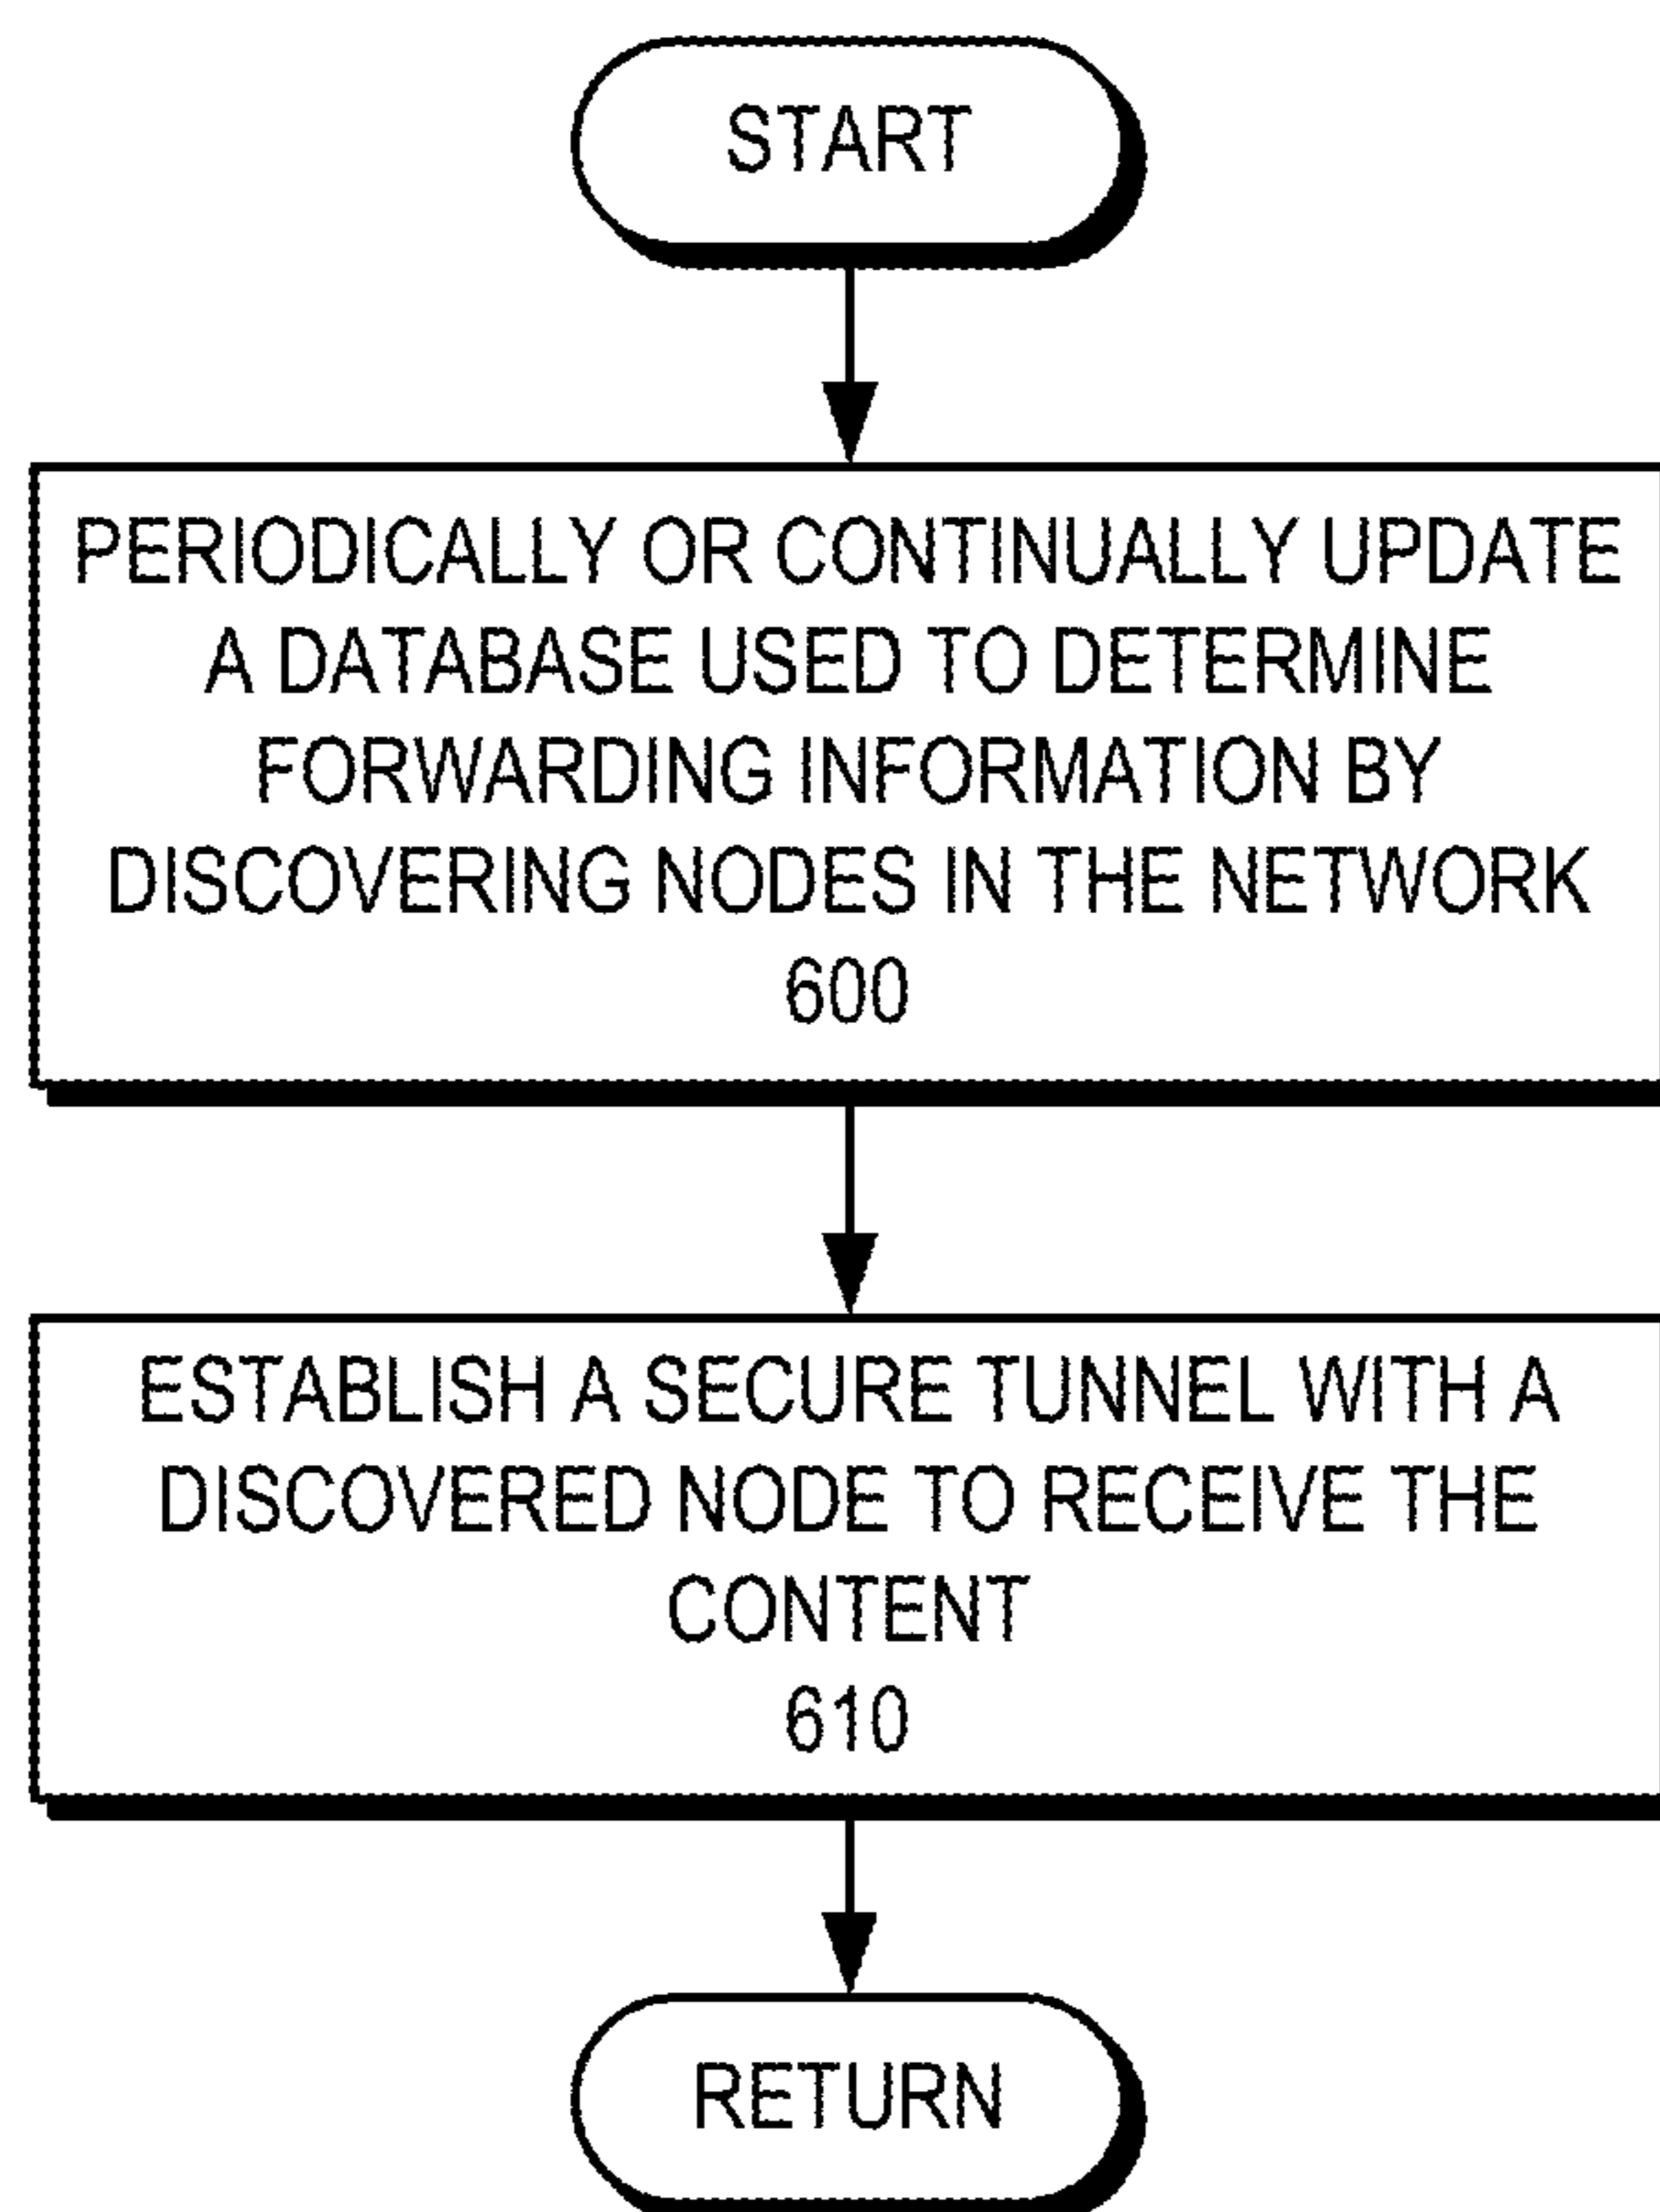 START
PERIODICALLY OR CONTINUALLY UPDATE
A DATABASE USED TO DETERMINE
FORWARDING INFORMATION BY
DISCOVERING NODES IN THE NETWORK
600
ESTABLISH A SECURE TUNNEL WITH A
DISCOVERED NODE TO RECEIVE THE
CONTENT
610
RETURN